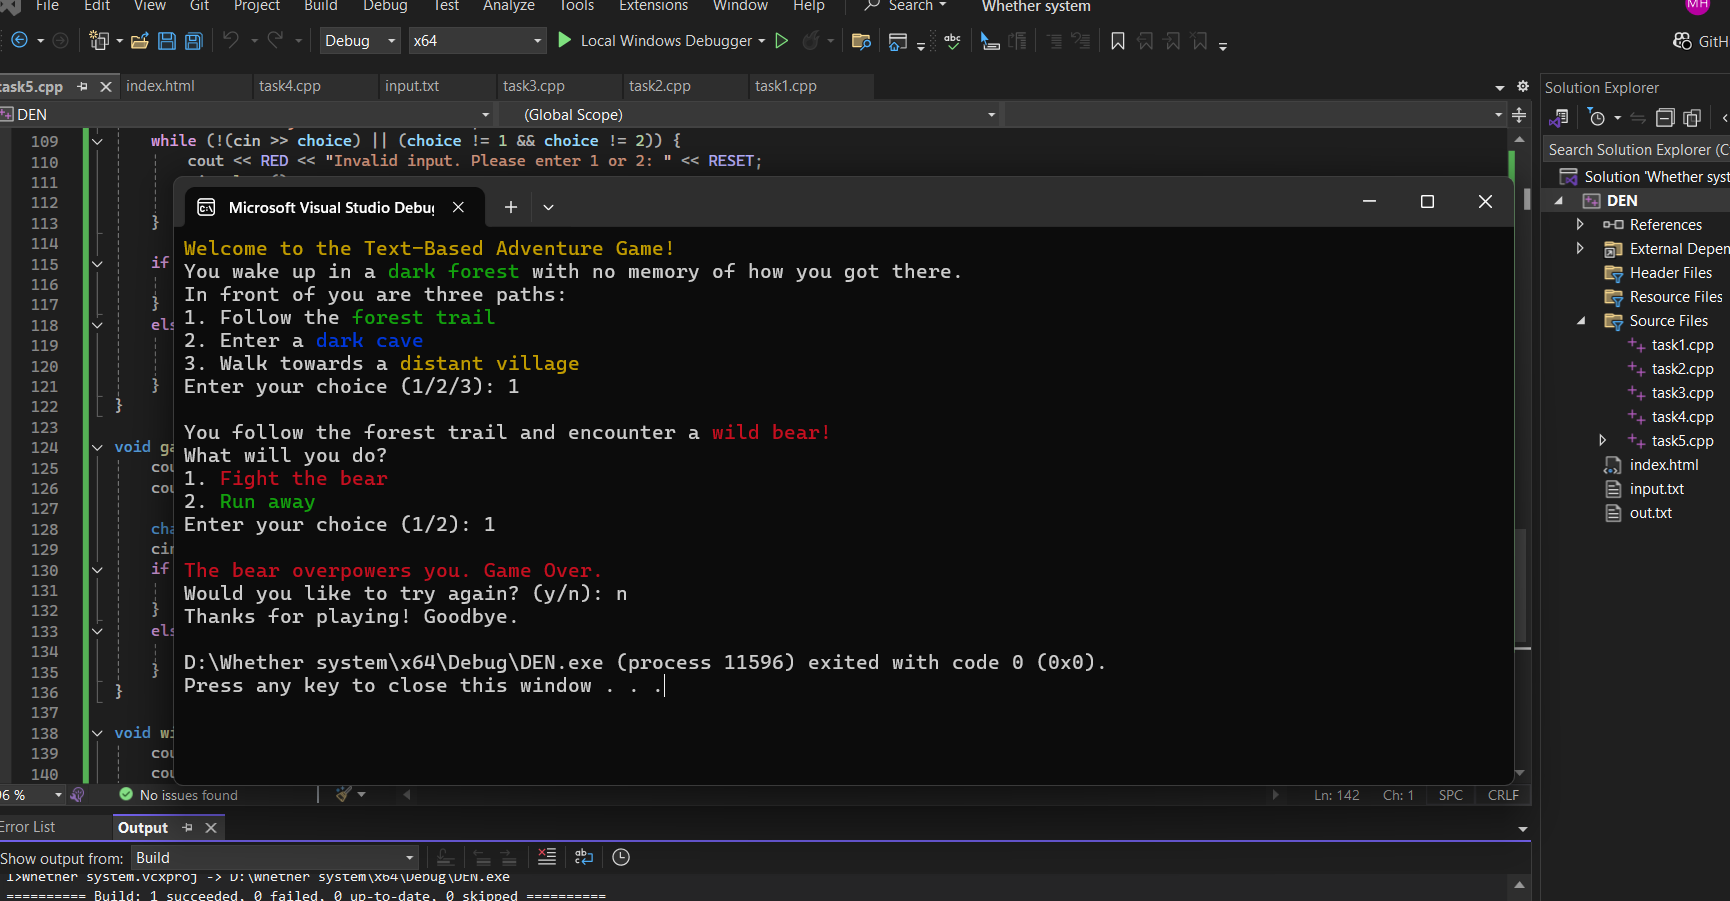 File Edit View Git Project Build Debug Test Analyze Tools Extensions Window Help Search Whether system MH
Debug x64 Local Windows Debugger
task5.cpp index.html task4.cpp input.txt task3.cpp task2.cpp task1.cpp
DEN (Global Scope)
109 while (!(cin >> choice) || (choice != 1 && choice != 2)) {
110 cout << RED << "Invalid input. Please enter 1 or 2: " << RESET;
111
112
113 }
114
115 if
116
117 }
118 els
119
120
121 }
122 }
123
124 void ga
125 cou
126 cou
127
128 cha
129 cin
130 if
131
132 }
133 els
134
135 }
136 }
137
138 void wi
139 cou
140 cou
Microsoft Visual Studio Debug
Welcome to the Text-Based Adventure Game!
You wake up in a dark forest with no memory of how you got there.
In front of you are three paths:
1. Follow the forest trail
2. Enter a dark cave
3. Walk towards a distant village
Enter your choice (1/2/3): 1
You follow the forest trail and encounter a wild bear!
What will you do?
1. Fight the bear
2. Run away
Enter your choice (1/2): 1
The bear overpowers you. Game Over.
Would you like to try again? (y/n): n
Thanks for playing! Goodbye.
D:\Whether system\x64\Debug\DEN.exe (process 11596) exited with code 0 (0x0).
Press any key to close this window . . .
6 % No issues found Ln: 142 Ch: 1 SPC CRLF
Error List Output
Show output from: Build
1>Whether system.vcxproj -> D:\Whether system\x64\Debug\DEN.exe
========== Build: 1 succeeded, 0 failed, 0 up-to-date, 0 skipped ==========
GitH
Solution Explorer
Search Solution Explorer (C
Solution 'Whether syst
DEN
References
External Depen
Header Files
Resource Files
Source Files
task1.cpp
task2.cpp
task3.cpp
task4.cpp
task5.cpp
index.html
input.txt
out.txt